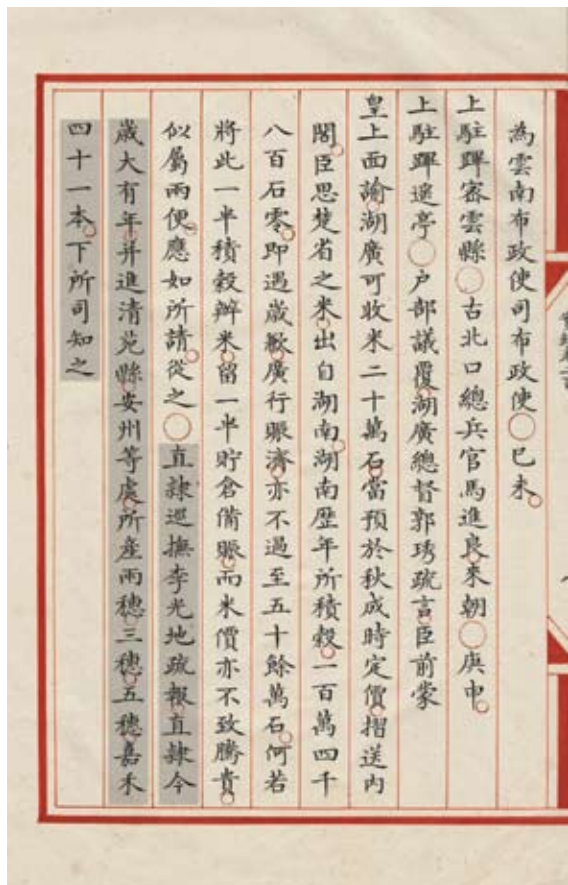 為雲南布政使司布政使○己未
上駐蹕密雲縣○古北口總兵官馬進良來朝○庚申
上駐蹕遙亭○户部議覆湖廣總督郭琇疏言臣前蒙
皇上面諭湖廣可收米二十萬石當預於秋成時定價摺送内
閣臣思楚省之米出自湖南湖南歷年所積穀一百萬四千
八百石零即遇歲歉廣行賑濟亦不過至五十餘萬石何若
將此一半積穀辦米留一半貯倉備賑而米價亦不致騰貴
似屬兩便應如所請從之○直隸巡撫李光地疏報直隸今
歲大有年并進清苑縣安州等處所產兩穗三穗五穗嘉禾
四十一本下所司知之